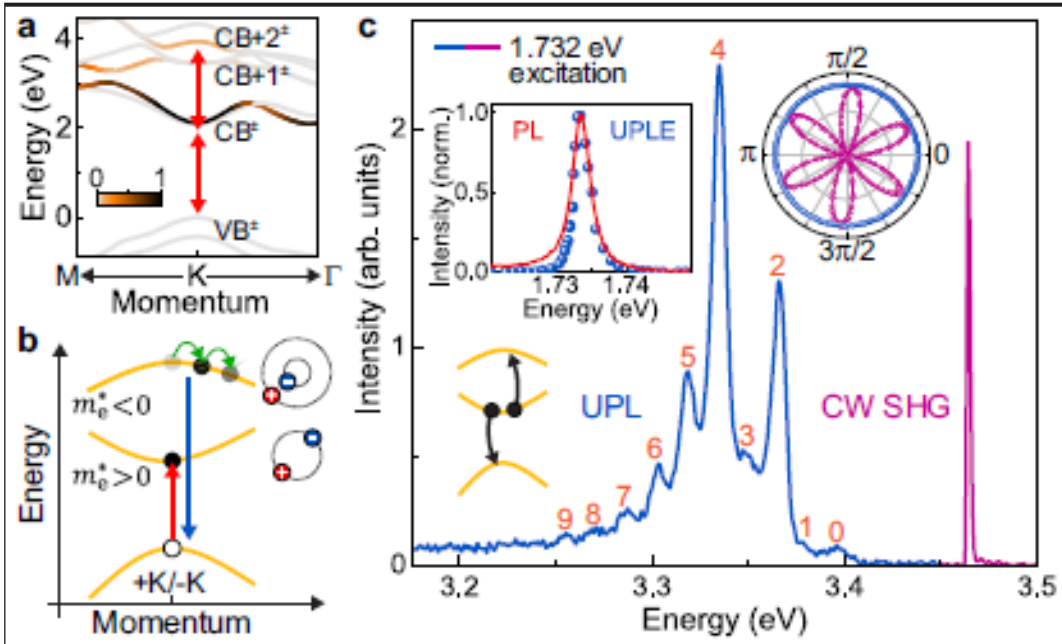 a
4
2
0
Energy (eV)
CB+2±
CB+1±
CB±
VB±
0 1
M K Γ
Momentum
b
Energy
m*e<0
m*e>0
+K/-K
Momentum
c
Intensity (arb. units)
2
1
0
1.732 eV
excitation
PL UPLE
Intensity (norm.)
1.0
0.5
0.0
1.73 1.74
Energy (eV)
π/2
π 0
3π/2
4
2
5
3
6
7
9 8 1 0
UPL
CW SHG
3.2 3.3 3.4 3.5
Energy (eV)